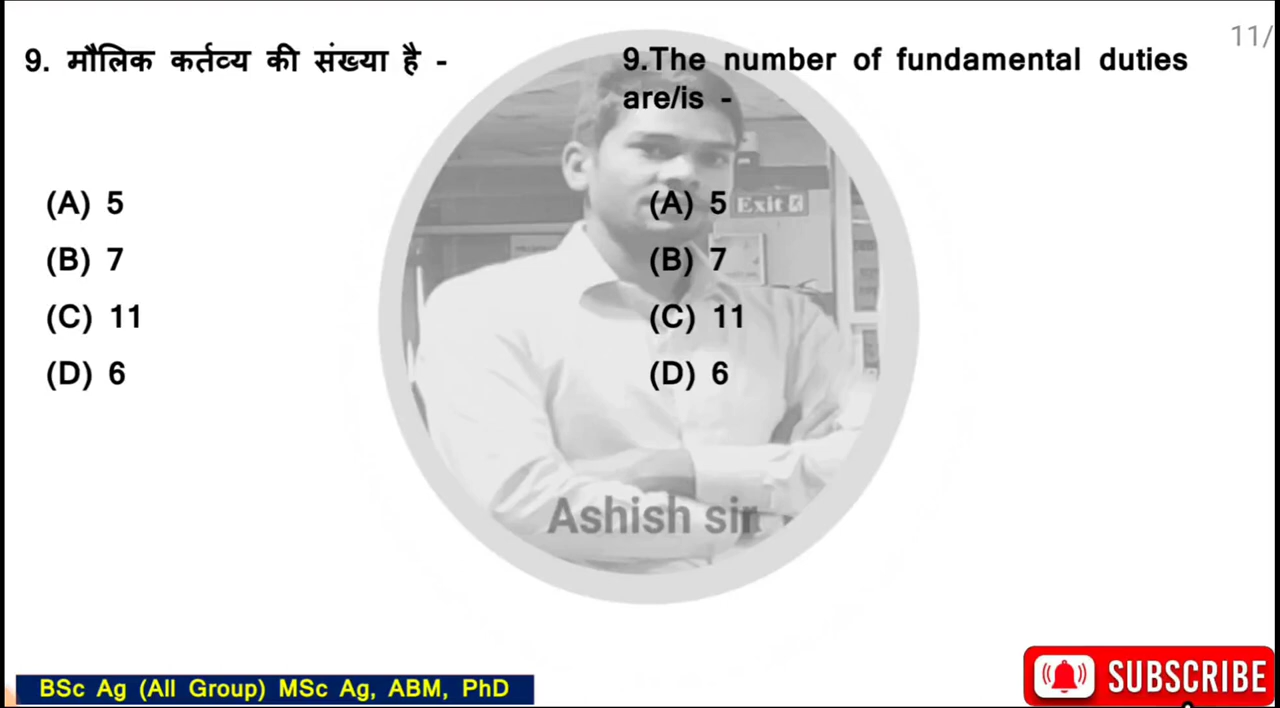 11/
9. मौलिक कर्तव्य की संख्या है -
(A) 5
(B) 7
(C) 11
(D) 6
9.The number of fundamental duties
are/is -
(A) 5
(B) 7
(C) 11
(D) 6
Exit
Ashish sir
BSc Ag (All Group) MSc Ag, ABM, PhD
SUBSCRIBE